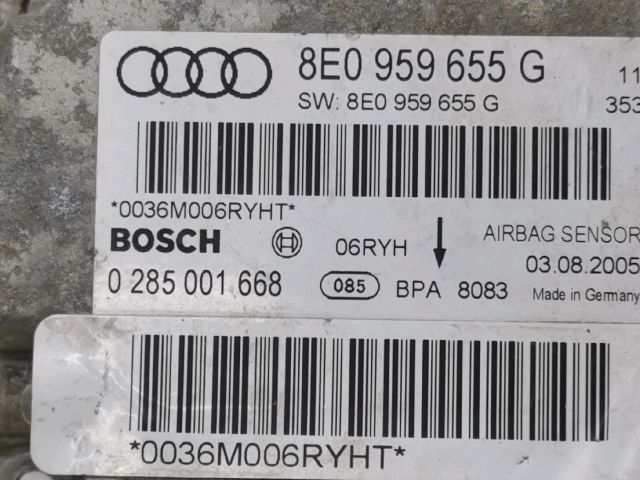 8E0 959 655 G 11
SW: 8E0 959 655 G 353
*0036M006RYHT*
BOSCH 06RYH AIRBAG SENSOR
0 285 001 668 085 BPA 8083 03.08.2005
Made in Germany
*0036M006RYHT*